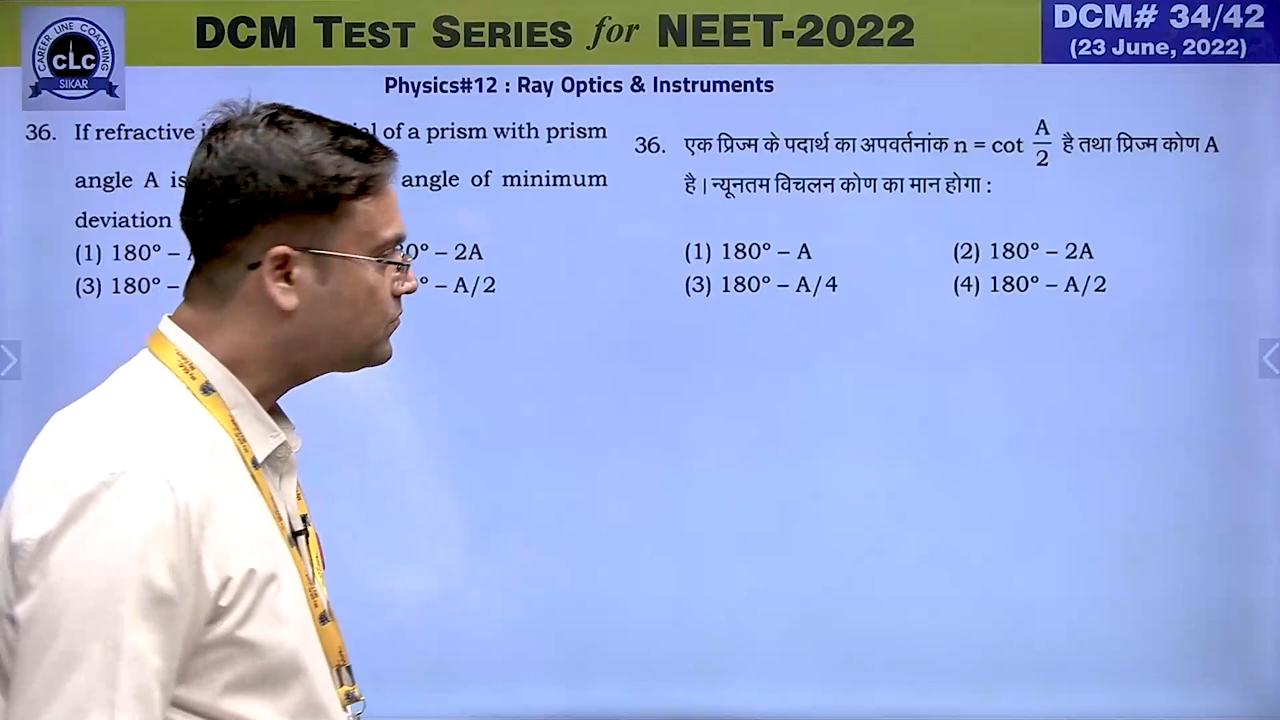 DCM TEST SERIES for NEET-2022
DCM# 34/42
(23 June, 2022)
CAREER LINE COACHING
CLC
SIKAR
Physics#12 : Ray Optics & Instruments
36. If refractive of a prism with prism
angle A is angle of minimum
deviation
(1) 180° – – 2A
(3) 180° – – A/2
36. एक प्रिज्म के पदार्थ का अपवर्तनांक n = cot A/2 है तथा प्रिज्म कोण A
है। न्यूनतम विचलन कोण का मान होगा :
(1) 180° – A (2) 180° – 2A
(3) 180° – A/4 (4) 180° – A/2